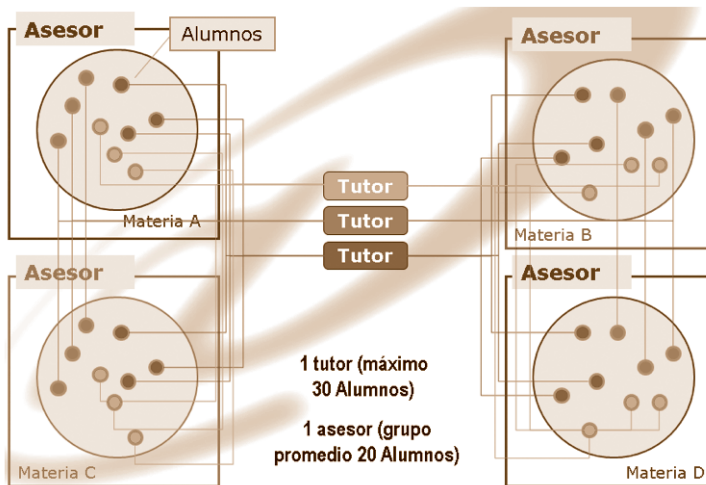 Asesor
Alumnos
Materia A
Asesor
Materia B
Tutor
Tutor
Tutor
Asesor
Materia C
Asesor
Materia D
1 tutor (máximo
30 Alumnos)
1 asesor (grupo
promedio 20 Alumnos)